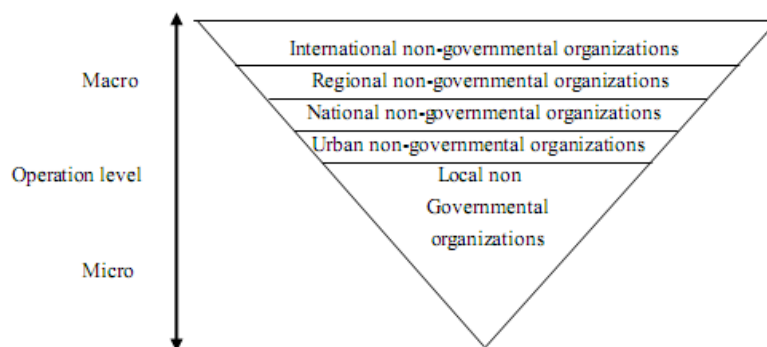 International non-governmental organizations
Macro
Regional non-governmental organizations
National non-governmental organizations
Urban non-governmental organizations
Operation level
Local non
Governmental
organizations
Micro